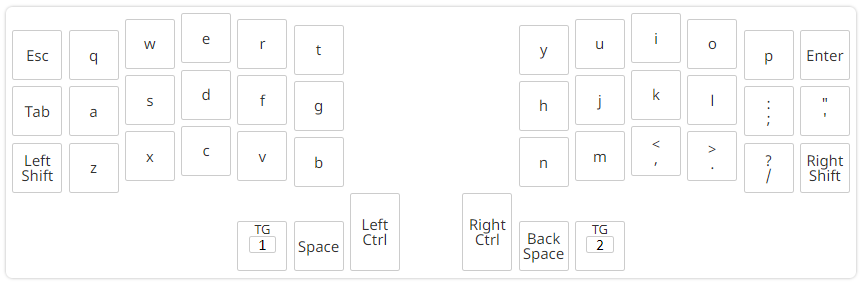 Esc q w e r t y u i o p Enter
Tab a s d f g h j k l : "
; '
Left Shift z x c v b n m < > ? Right Shift
, . /
TG Space Left Ctrl Right Ctrl Back Space TG
1 2